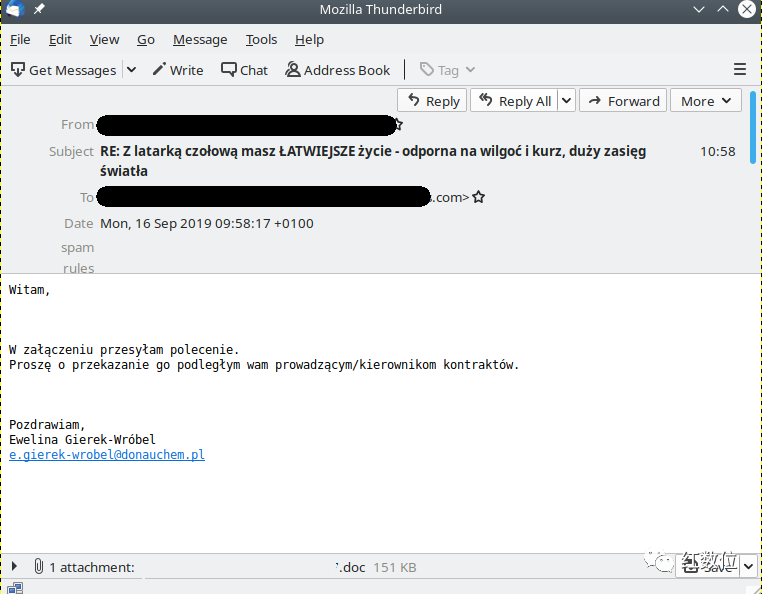 Mozilla Thunderbird
File Edit View Go Message Tools Help
Get Messages Write Chat Address Book Tag
Reply Reply All Forward More
From
Subject RE: Z latarką czołową masz ŁATWIEJSZE życie - odporna na wilgoć i kurz, duży zasięg 10:58
światła
To .com>
Date Mon, 16 Sep 2019 09:58:17 +0100
spam
rules
Witam,
W załączeniu przesyłam polecenie.
Proszę o przekazanie go podległym wam prowadzącym/kierownikom kontraktów.
Pozdrawiam,
Ewelina Gierek-Wróbel
e.gierek-wrobel@donauchem.pl
1 attachment: .doc 151 KB Save
红数位